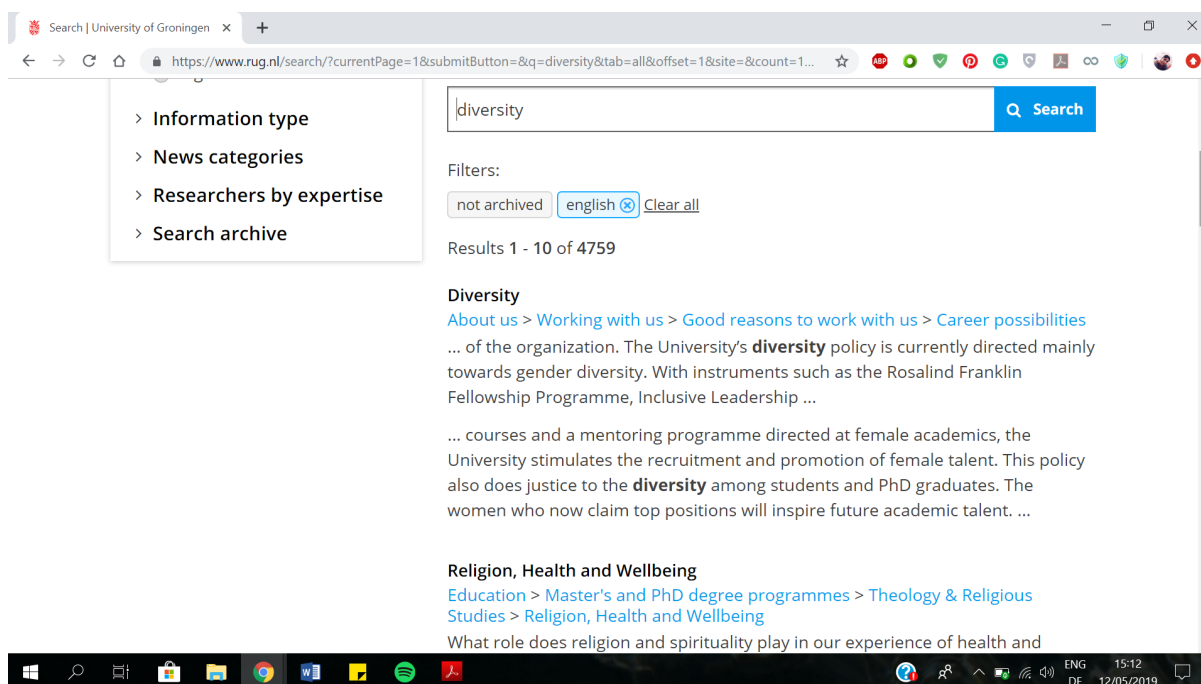 Search | University of Groningen
https://www.rug.nl/search/?currentPage=1&submitButton=&q=diversity&tab=all&offset=1&site=&count=1...
ABP
Information type
News categories
Researchers by expertise
Search archive
diversity
Search
Filters:
not archived english Clear all
Results 1 - 10 of 4759
Diversity
About us > Working with us > Good reasons to work with us > Career possibilities
... of the organization. The University's diversity policy is currently directed mainly
towards gender diversity. With instruments such as the Rosalind Franklin
Fellowship Programme, Inclusive Leadership ...
... courses and a mentoring programme directed at female academics, the
University stimulates the recruitment and promotion of female talent. This policy
also does justice to the diversity among students and PhD graduates. The
women who now claim top positions will inspire future academic talent. ...
Religion, Health and Wellbeing
Education > Master's and PhD degree programmes > Theology & Religious
Studies > Religion, Health and Wellbeing
What role does religion and spirituality play in our experience of health and
ENG 15:12
DE 12/05/2019